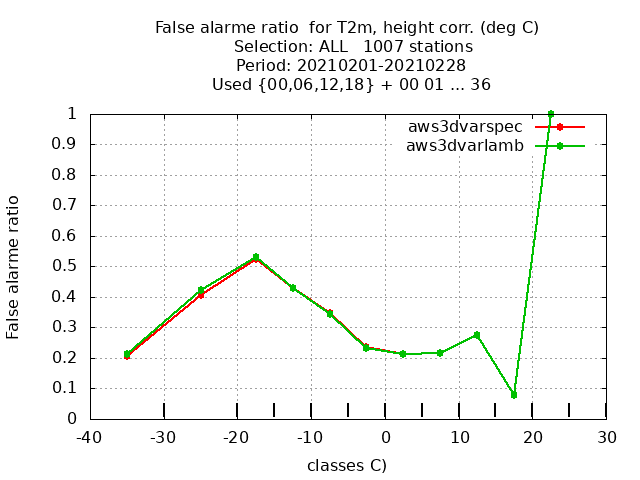 False alarme ratio  for T2m, height corr. (deg C)
Selection: ALL   1007 stations
Period: 20210201-20210228
Used {00,06,12,18} + 00 01 ... 36
False alarme ratio
1
0.9
0.8
0.7
0.6
0.5
0.4
0.3
0.2
0.1
0
aws3dvarspec
aws3dvarlamb
-40 -30 -20 -10 0 10 20 30
classes C)